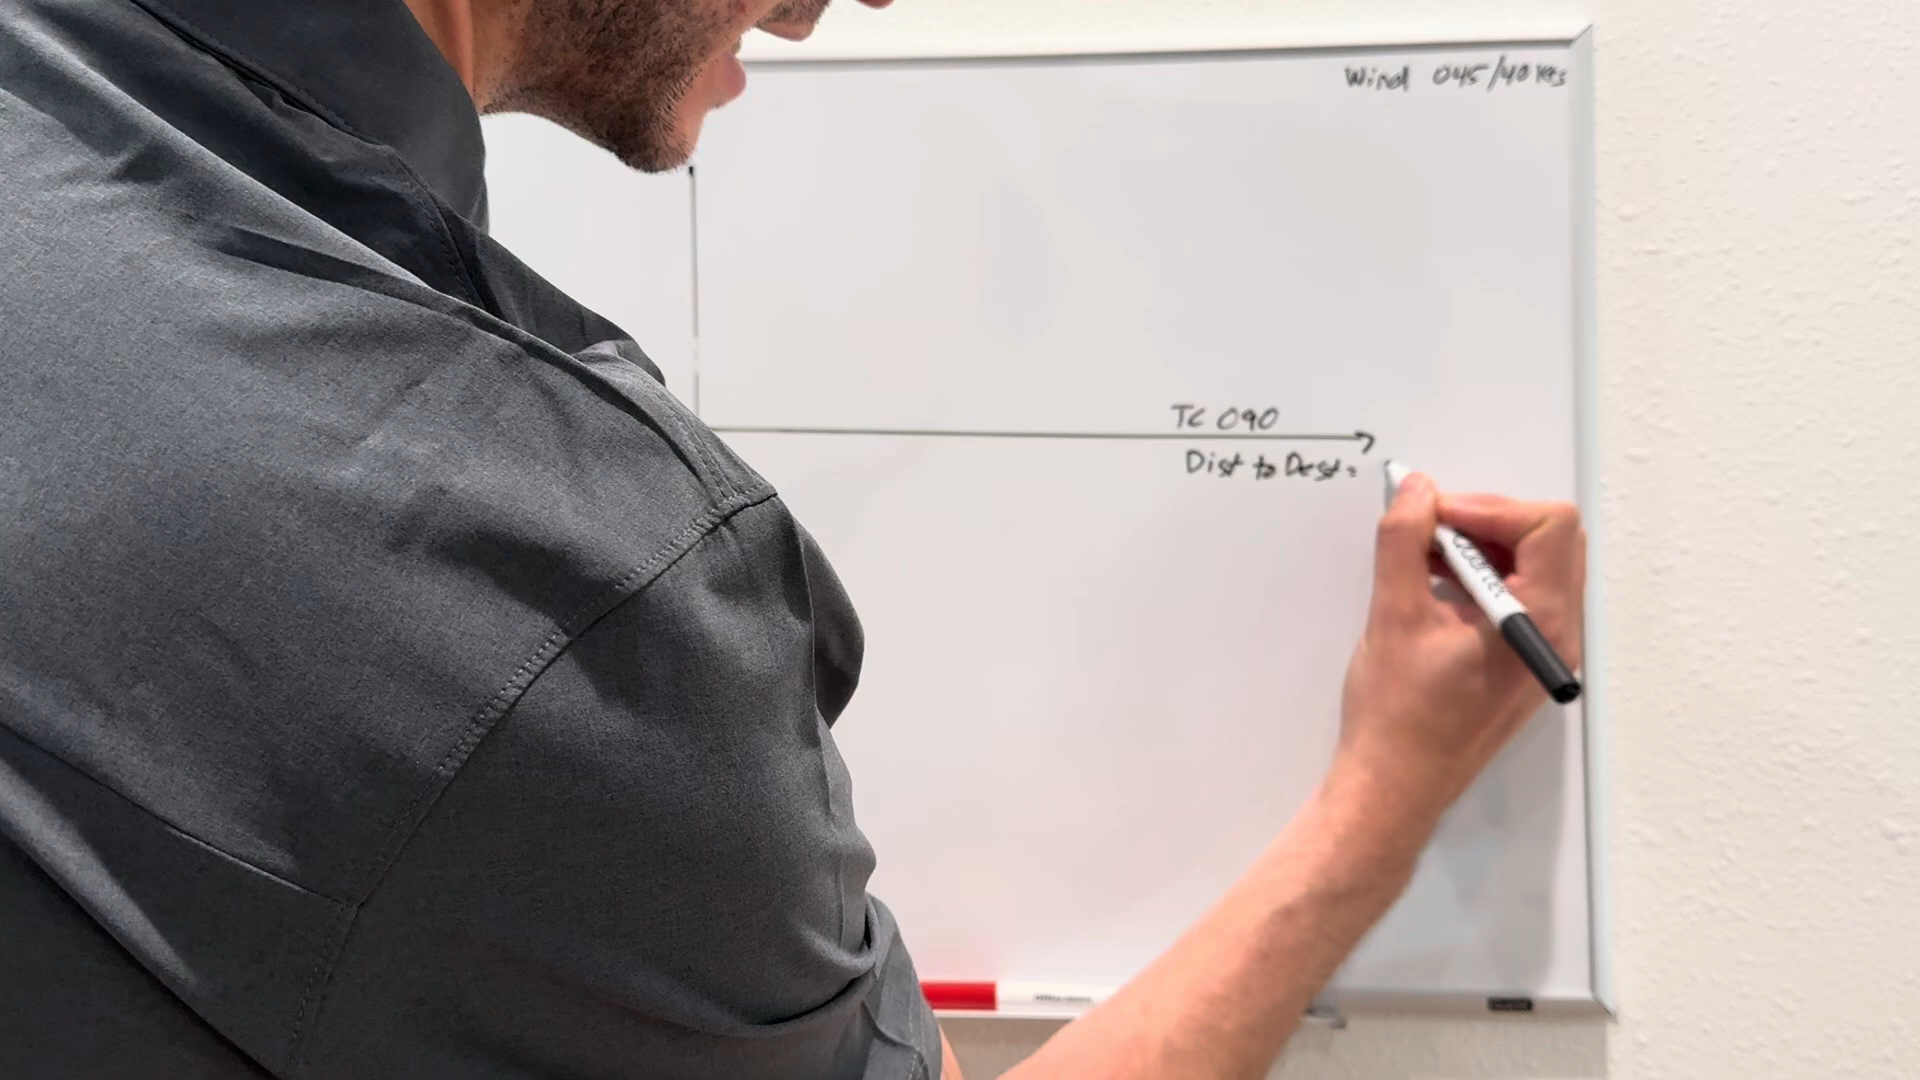 Wind 045/40 kts
TC 090
Dist to Dest =